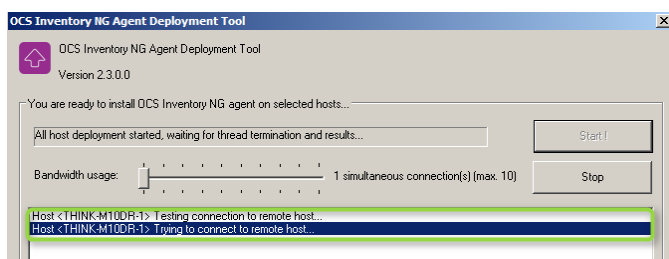 OCS Inventory NG Agent Deployment Tool
OCS Inventory NG Agent Deployment Tool
Version 2.3.0.0
You are ready to install OCS Inventory NG agent on selected hosts...
All host deployment started, waiting for thread termination and results...
Start !
Bandwidth usage:
1 simultaneous connection(s) (max. 10)
Stop
Host <THINK-M10DR-1> Testing connection to remote host...
Host <THINK-M10DR-1> Trying to connect to remote host...